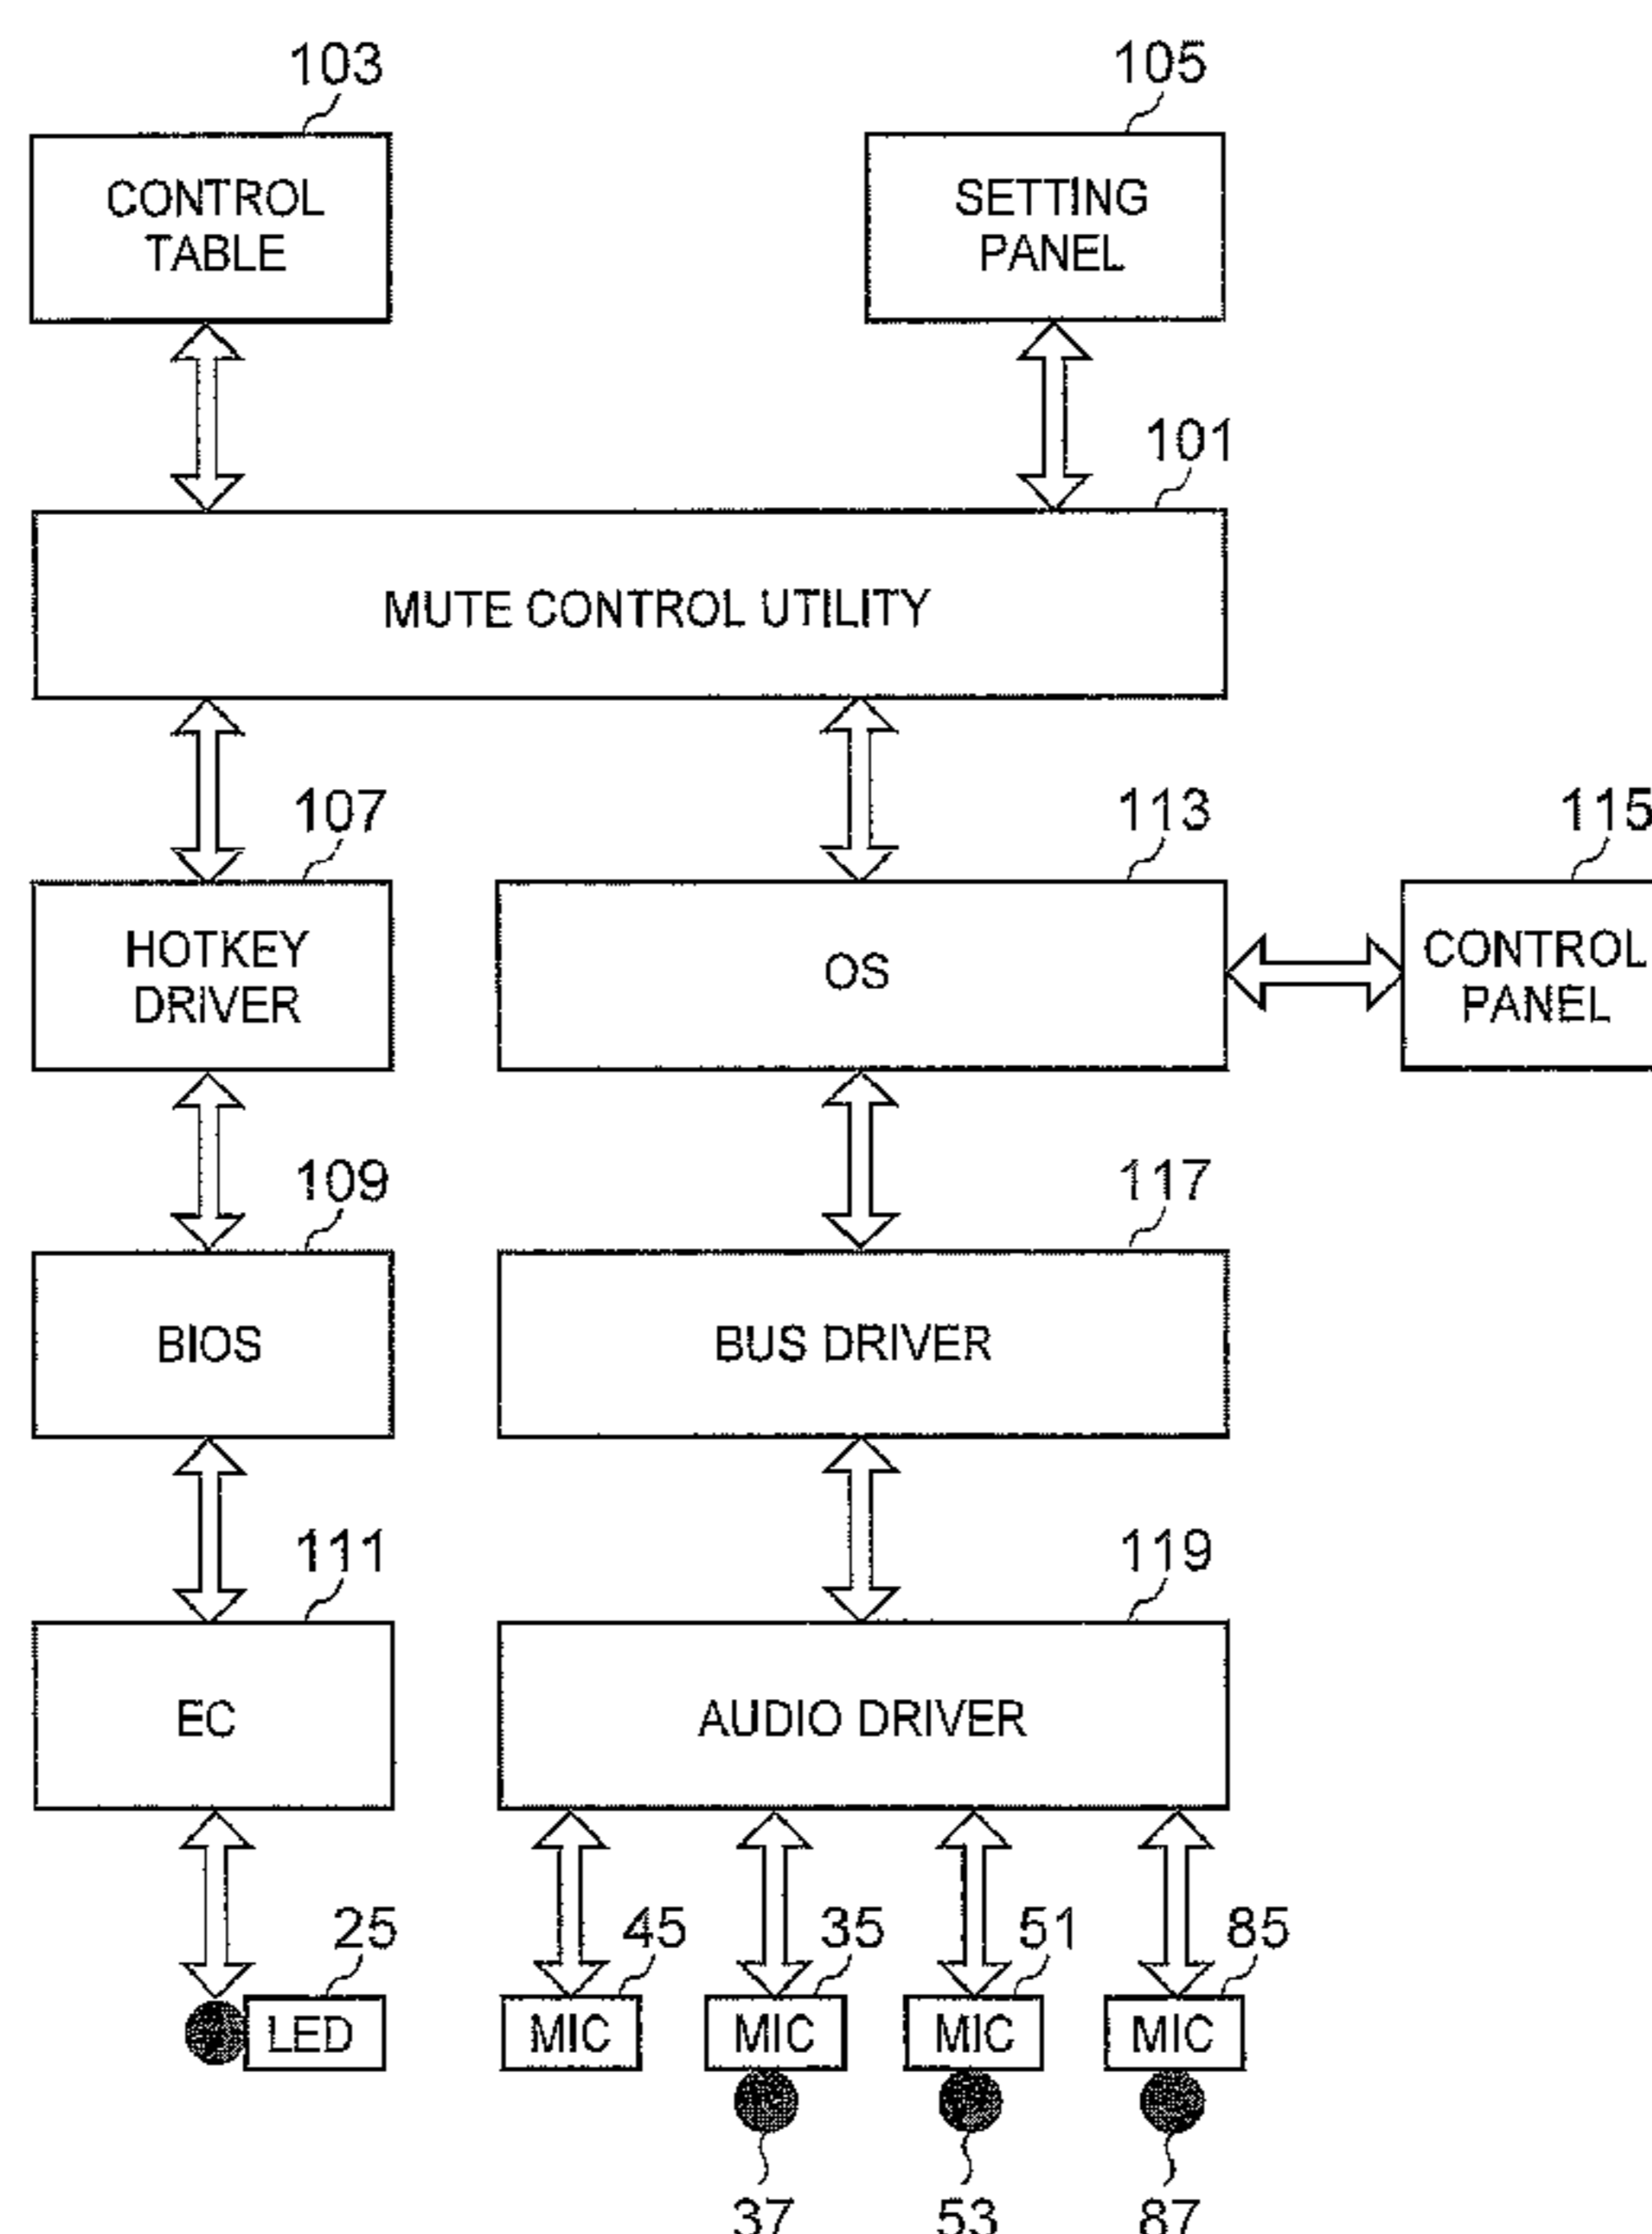 103
105
CONTROL
TABLE
SETTING
PANEL
101
MUTE CONTROL UTILITY
107
113
115
HOTKEY
DRIVER
OS
CONTROL
PANEL
109
117
BIOS
BUS DRIVER
111
119
EC
AUDIO DRIVER
25
45
35
51
85
LED
MIC
MIC
MIC
MIC
37
53
87